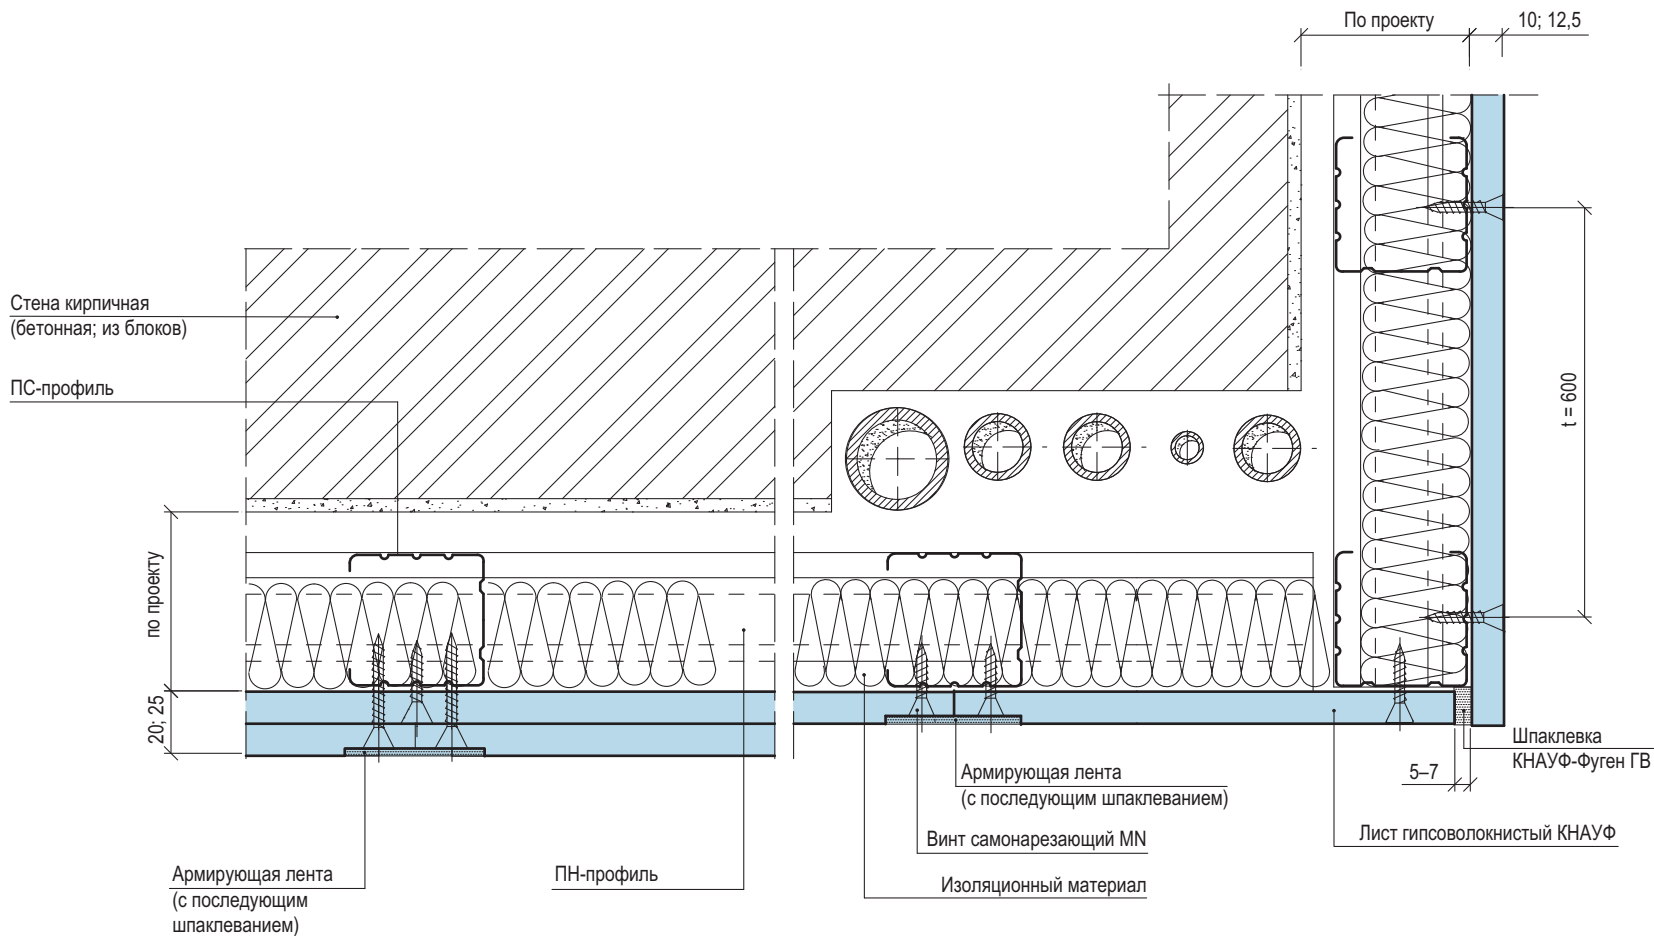 По проекту
10; 12,5
Стена кирпичная
(бетонная; из блоков)
ПС-профиль
t = 600
по проекту
20; 25
Шпаклевка
КНАУФ-Фуген ГВ
5–7
Армирующая лента
(с последующим шпаклеванием)
Винт самонарезающий MN
Лист гипсоволокнистый КНАУФ
Армирующая лента
(с последующим
шпаклеванием)
ПН-профиль
Изоляционный материал